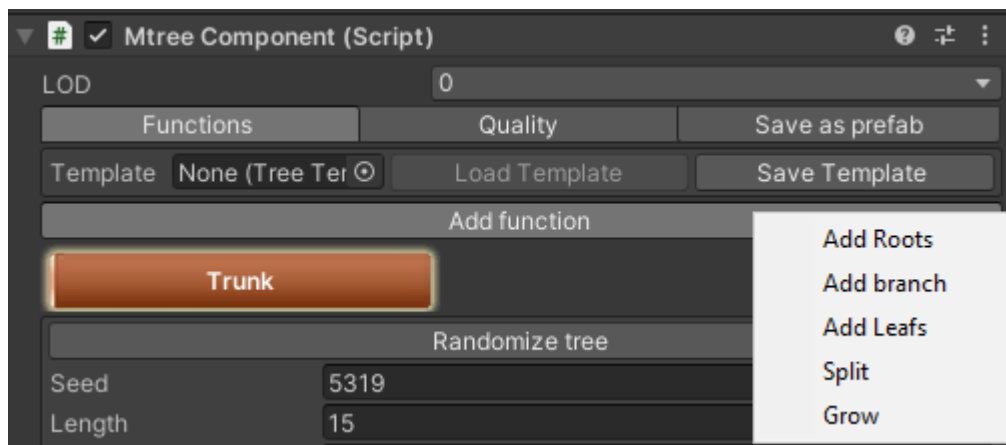 # Mtree Component (Script)
LOD 0
Functions Quality Save as prefab
Template None (Tree Ter Load Template Save Template
Add function
Add Roots
Trunk
Add branch
Add Leafs
Randomize tree
Seed 5319
Split
Length 15
Grow